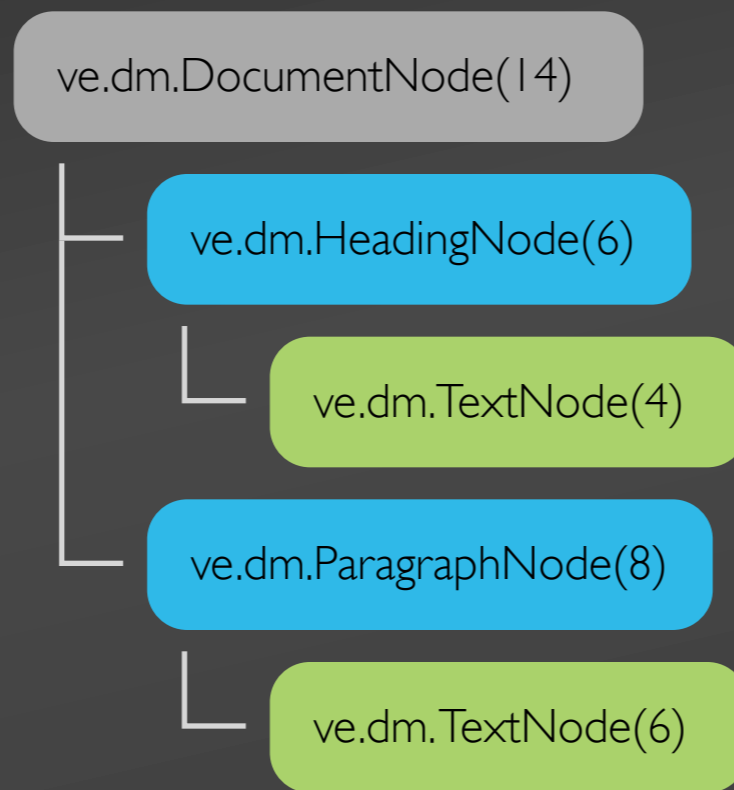 ve.dm.DocumentNode(14)
ve.dm.HeadingNode(6)
ve.dm.TextNode(4)
ve.dm.ParagraphNode(8)
ve.dm.TextNode(6)